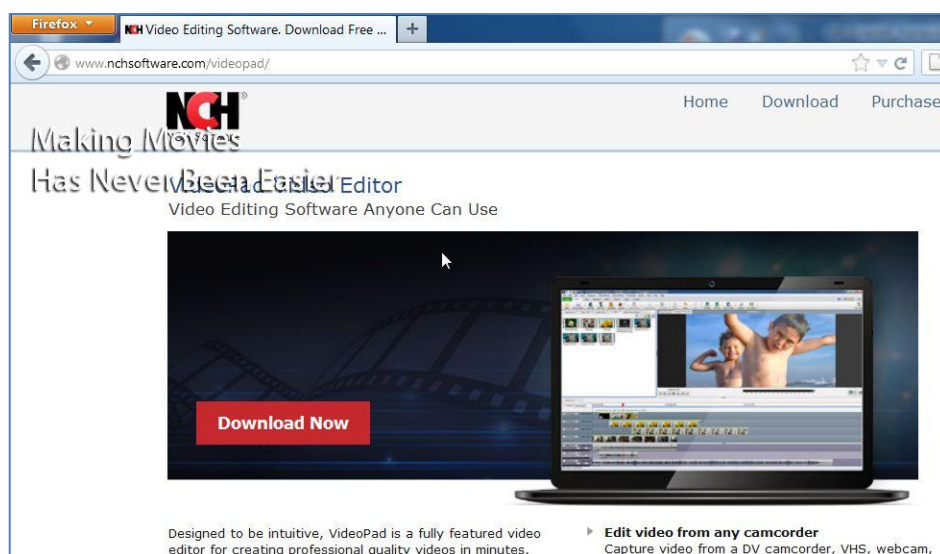 Firefox
NCH Video Editing Software. Download Free ...
www.nchsoftware.com/videopad/
NCH®
Home Download Purchase
NCH Software
Making Movies
Has Never Been Easier
VideoPad Video Editor
Video Editing Software Anyone Can Use
Download Now
Designed to be intuitive, VideoPad is a fully featured video
editor for creating professional quality videos in minutes.
Edit video from any camcorder
Capture video from a DV camcorder, VHS, webcam,